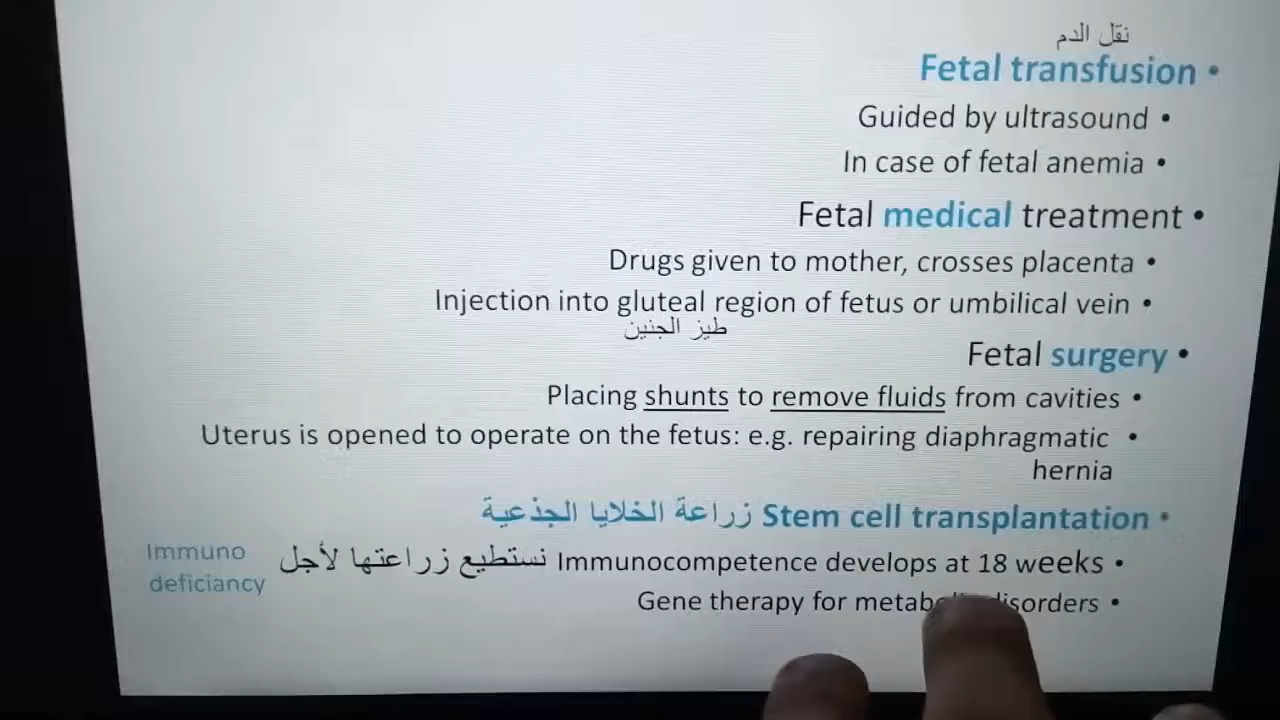 نقل الدم
Fetal transfusion •
Guided by ultrasound •
In case of fetal anemia •
Fetal medical treatment •
Drugs given to mother, crosses placenta •
Injection into gluteal region of fetus or umbilical vein •
طيز الجنين
Fetal surgery •
Placing shunts to remove fluids from cavities •
Uterus is opened to operate on the fetus: e.g. repairing diaphragmatic •
hernia
زراعة الخلايا الجذعية Stem cell transplantation •
نستطيع زراعتها لأجل Immunocompetence develops at 18 weeks •
Immuno
deficiancy
Gene therapy for •